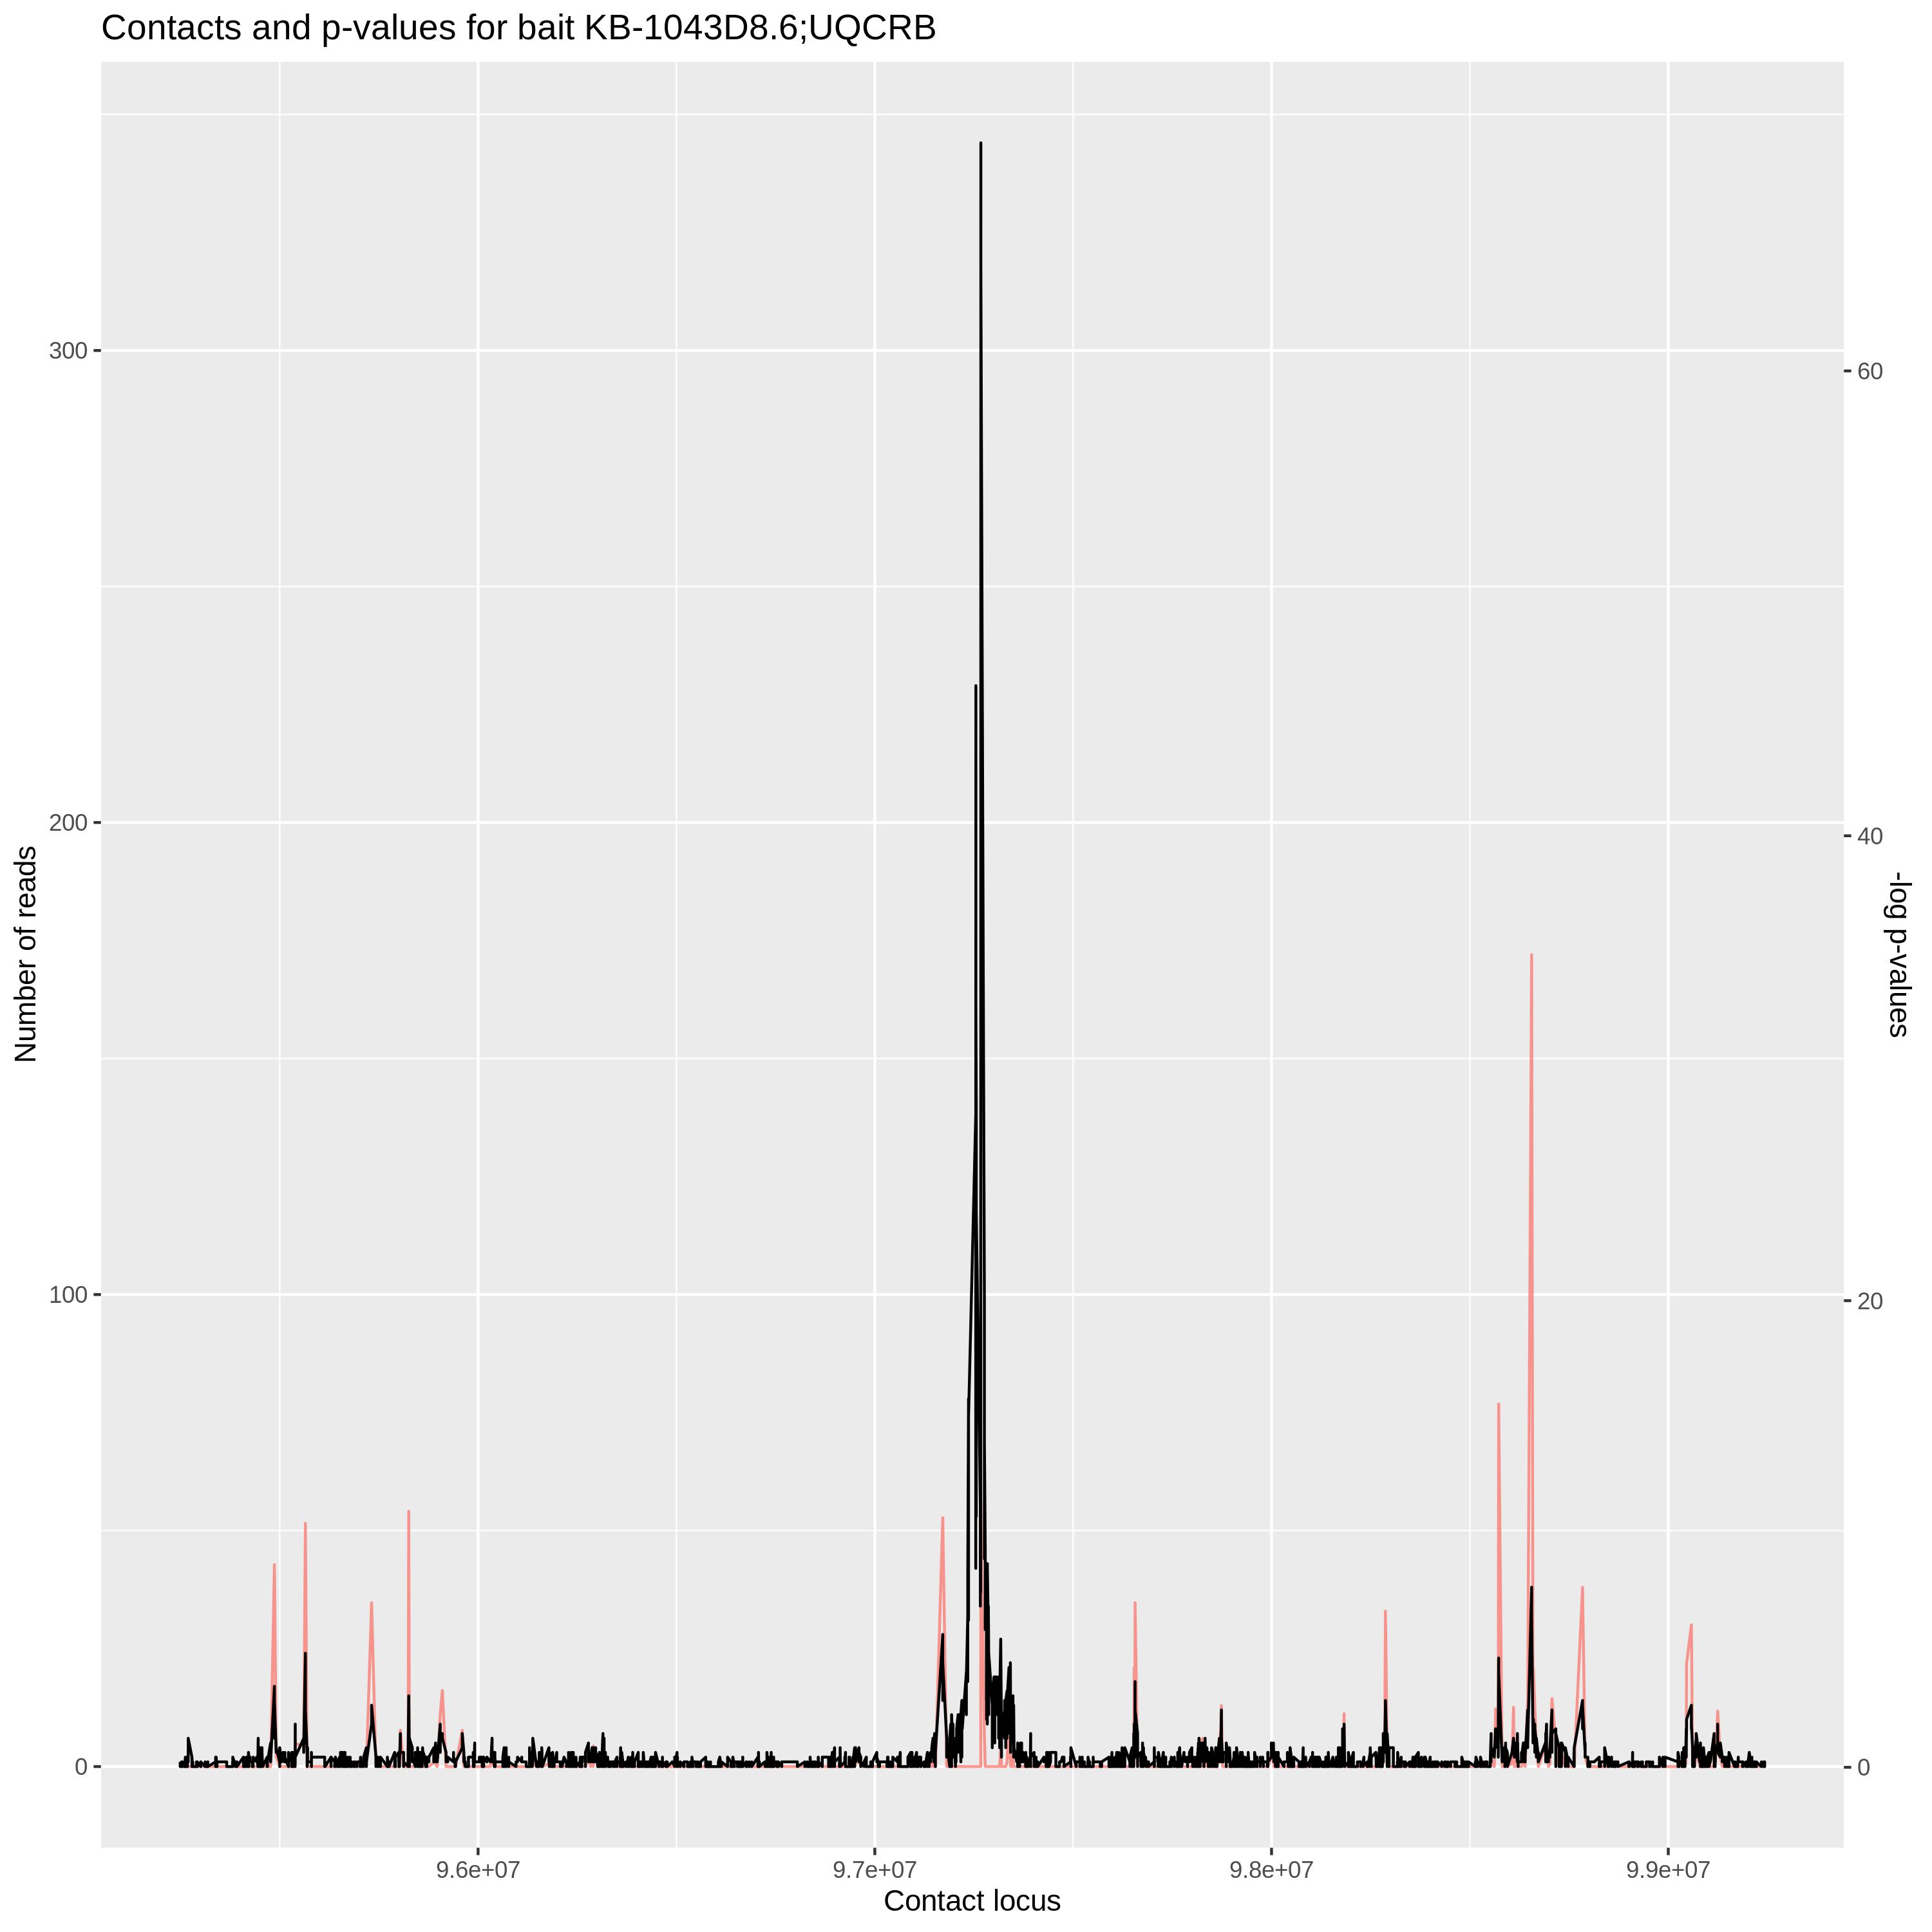 Contacts and p-values for bait KB-1043D8.6;UQCRB
300
200
100
0
Number of reads
60
40
20
0
-log p-values
9.6e+07 9.7e+07 9.8e+07 9.9e+07
Contact locus